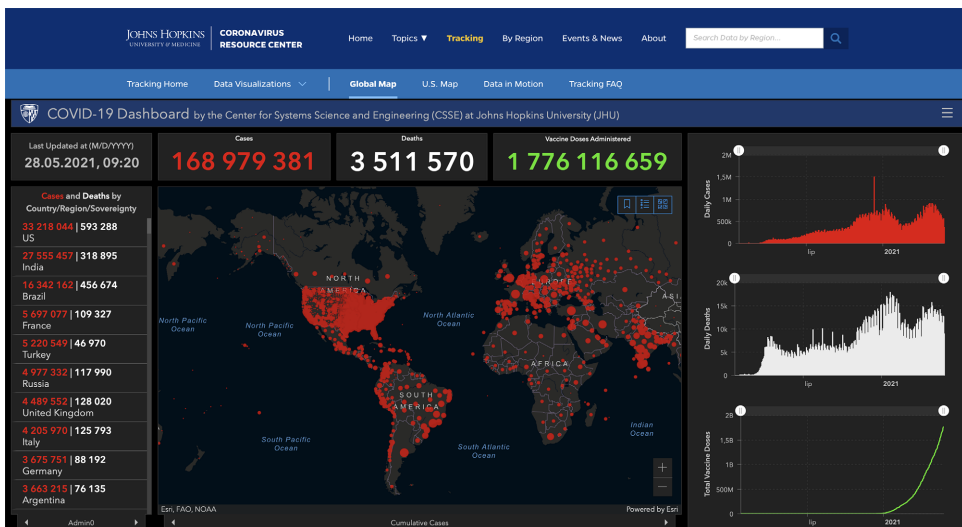 JOHNS HOPKINS
UNIVERSITY & MEDICINE
CORONAVIRUS
RESOURCE CENTER
Home
Topics ▼
Tracking
By Region
Events & News
About
Search Data by Region...
Tracking Home
Data Visualizations
Global Map
U.S. Map
Data in Motion
Tracking FAQ
COVID-19 Dashboard by the Center for Systems Science and Engineering (CSSE) at Johns Hopkins University (JHU)
Last Updated at (M/D/YYYY)
28.05.2021, 09:20
Cases
168 979 381
Deaths
3 511 570
Vaccine Doses Administered
1 776 116 659
Cases and Deaths by
Country/Region/Sovereignty
33 218 044 | 593 288
US
27 555 457 | 318 895
India
16 342 162 | 456 674
Brazil
5 697 077 | 109 327
France
5 220 549 | 46 970
Turkey
4 977 332 | 117 990
Russia
4 489 552 | 128 020
United Kingdom
4 205 970 | 125 793
Italy
3 675 751 | 88 192
Germany
3 663 215 | 76 135
Argentina
Admin0
NORTH
AMERICA
EUROPE
ASI
North Pacific
Ocean
North Pacific
Ocean
North Atlantic
Ocean
AFRICA
SOUTH
AMERICA
Indian
Ocean
South Pacific
Ocean
South Atlantic
Ocean
+
−
Esri, FAO, NOAA
Powered by Esri
Cumulative Cases
Daily Cases
2M
1,5M
1M
500k
0
lip
2021
Daily Deaths
20k
15k
10k
5k
0
lip
2021
Total Vaccine Doses
2B
1,5B
1B
500M
0
lip
2021